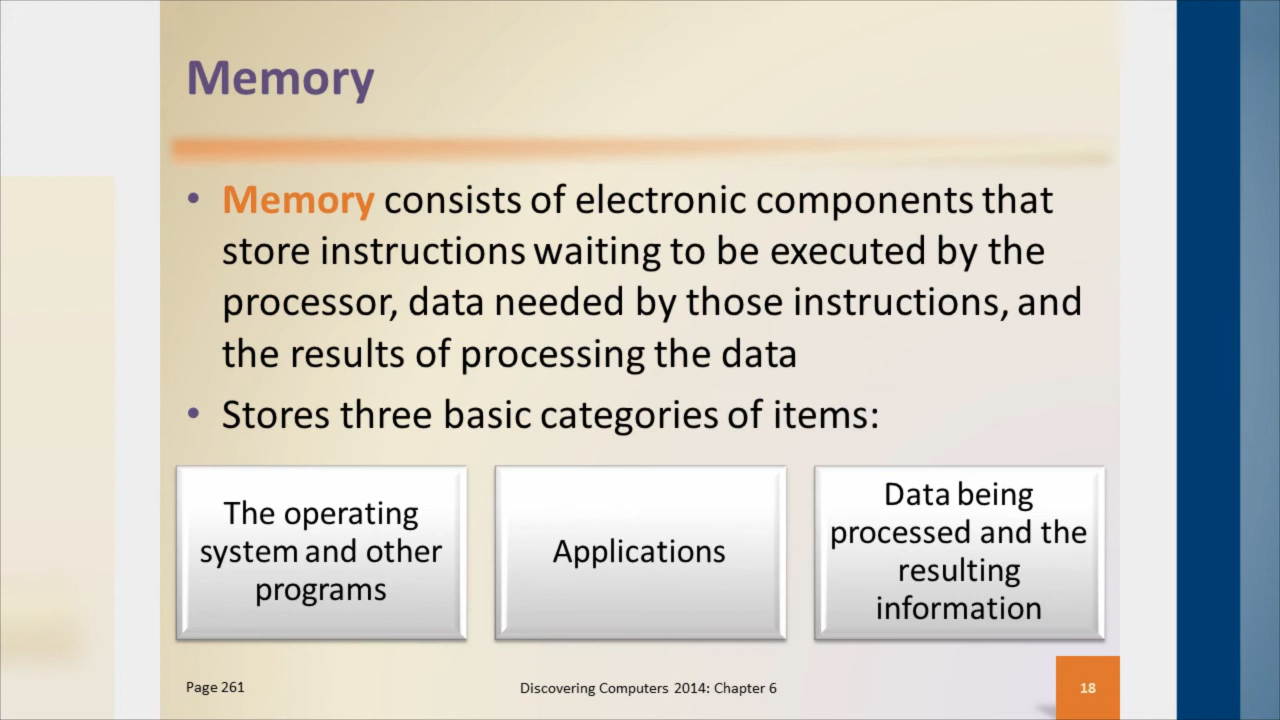 Memory
• Memory consists of electronic components that
store instructions waiting to be executed by the
processor, data needed by those instructions, and
the results of processing the data
• Stores three basic categories of items:
The operating
system and other
programs
Applications
Data being
processed and the
resulting
information
Page 261
Discovering Computers 2014: Chapter 6
18